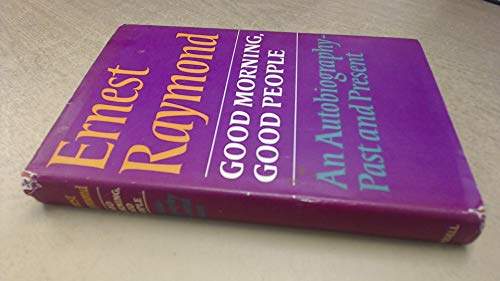 Ernest
Raymond
GOOD MORNING,
GOOD PEOPLE
An Autobiography-
Past and Present